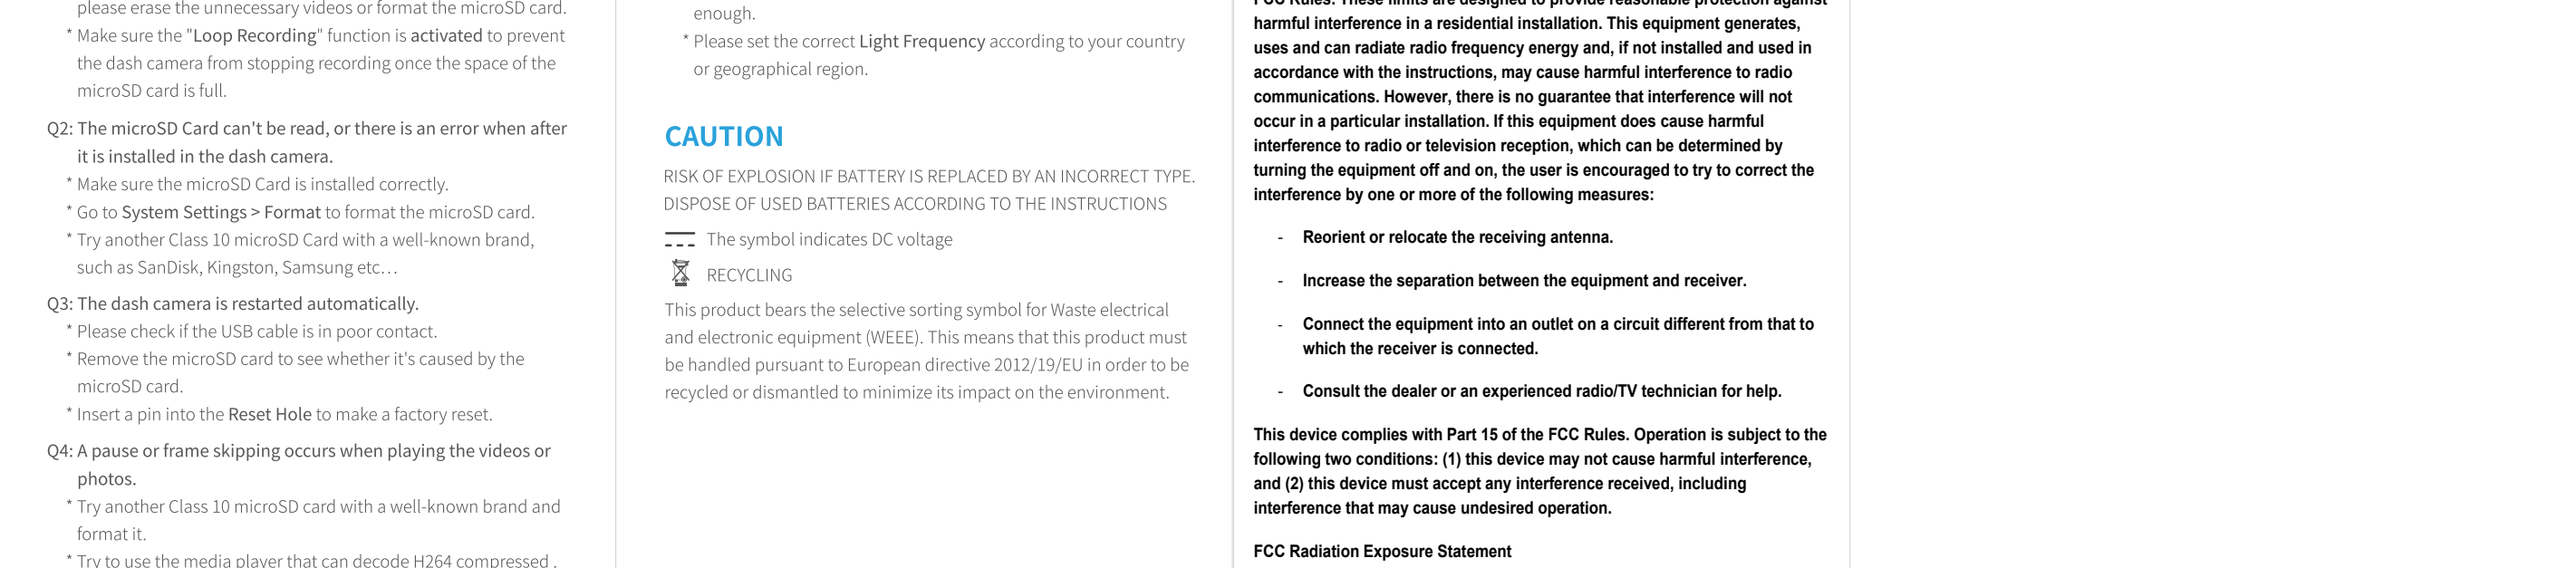 please erase the unnecessary videos or format the microSD card.
* Make sure the "Loop Recording" function is activated to prevent
the dash camera from stopping recording once the space of the
microSD card is full.
Q2: The microSD Card can't be read, or there is an error when after
it is installed in the dash camera.
* Make sure the microSD Card is installed correctly.
* Go to System Settings > Format to format the microSD card.
* Try another Class 10 microSD Card with a well-known brand,
such as SanDisk, Kingston, Samsung etc…
Q3: The dash camera is restarted automatically.
* Please check if the USB cable is in poor contact.
* Remove the microSD card to see whether it's caused by the
microSD card.
* Insert a pin into the Reset Hole to make a factory reset.
Q4: A pause or frame skipping occurs when playing the videos or
photos.
* Try another Class 10 microSD card with a well-known brand and
format it.
* Try to use the media player that can decode H264 compressed .
enough.
* Please set the correct Light Frequency according to your country
or geographical region.
CAUTION
RISK OF EXPLOSION IF BATTERY IS REPLACED BY AN INCORRECT TYPE.
DISPOSE OF USED BATTERIES ACCORDING TO THE INSTRUCTIONS
The symbol indicates DC voltage
RECYCLING
This product bears the selective sorting symbol for Waste electrical
and electronic equipment (WEEE). This means that this product must
be handled pursuant to European directive 2012/19/EU in order to be
recycled or dismantled to minimize its impact on the environment.
FCC Rules. These limits are designed to provide reasonable protection against
harmful interference in a residential installation. This equipment generates,
uses and can radiate radio frequency energy and, if not installed and used in
accordance with the instructions, may cause harmful interference to radio
communications. However, there is no guarantee that interference will not
occur in a particular installation. If this equipment does cause harmful
interference to radio or television reception, which can be determined by
turning the equipment off and on, the user is encouraged to try to correct the
interference by one or more of the following measures:
- Reorient or relocate the receiving antenna.
- Increase the separation between the equipment and receiver.
- Connect the equipment into an outlet on a circuit different from that to
which the receiver is connected.
- Consult the dealer or an experienced radio/TV technician for help.
This device complies with Part 15 of the FCC Rules. Operation is subject to the
following two conditions: (1) this device may not cause harmful interference,
and (2) this device must accept any interference received, including
interference that may cause undesired operation.
FCC Radiation Exposure Statement